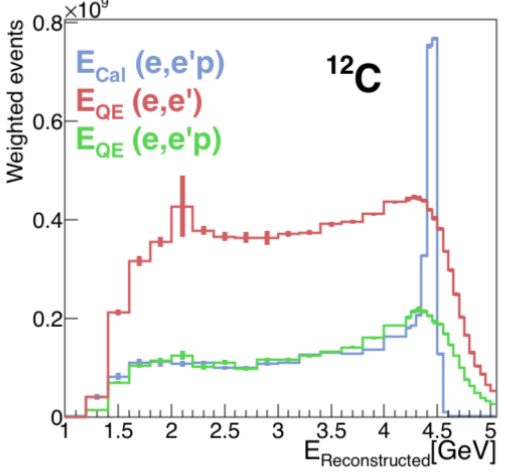 0.8 ×10⁹
Weighted events
E_Cal (e,e'p)
E_QE (e,e')
E_QE (e,e'p)
¹²C
0.6
0.4
0.2
0
1 1.5 2 2.5 3 3.5 4 4.5 5
E_Reconstructed[GeV]